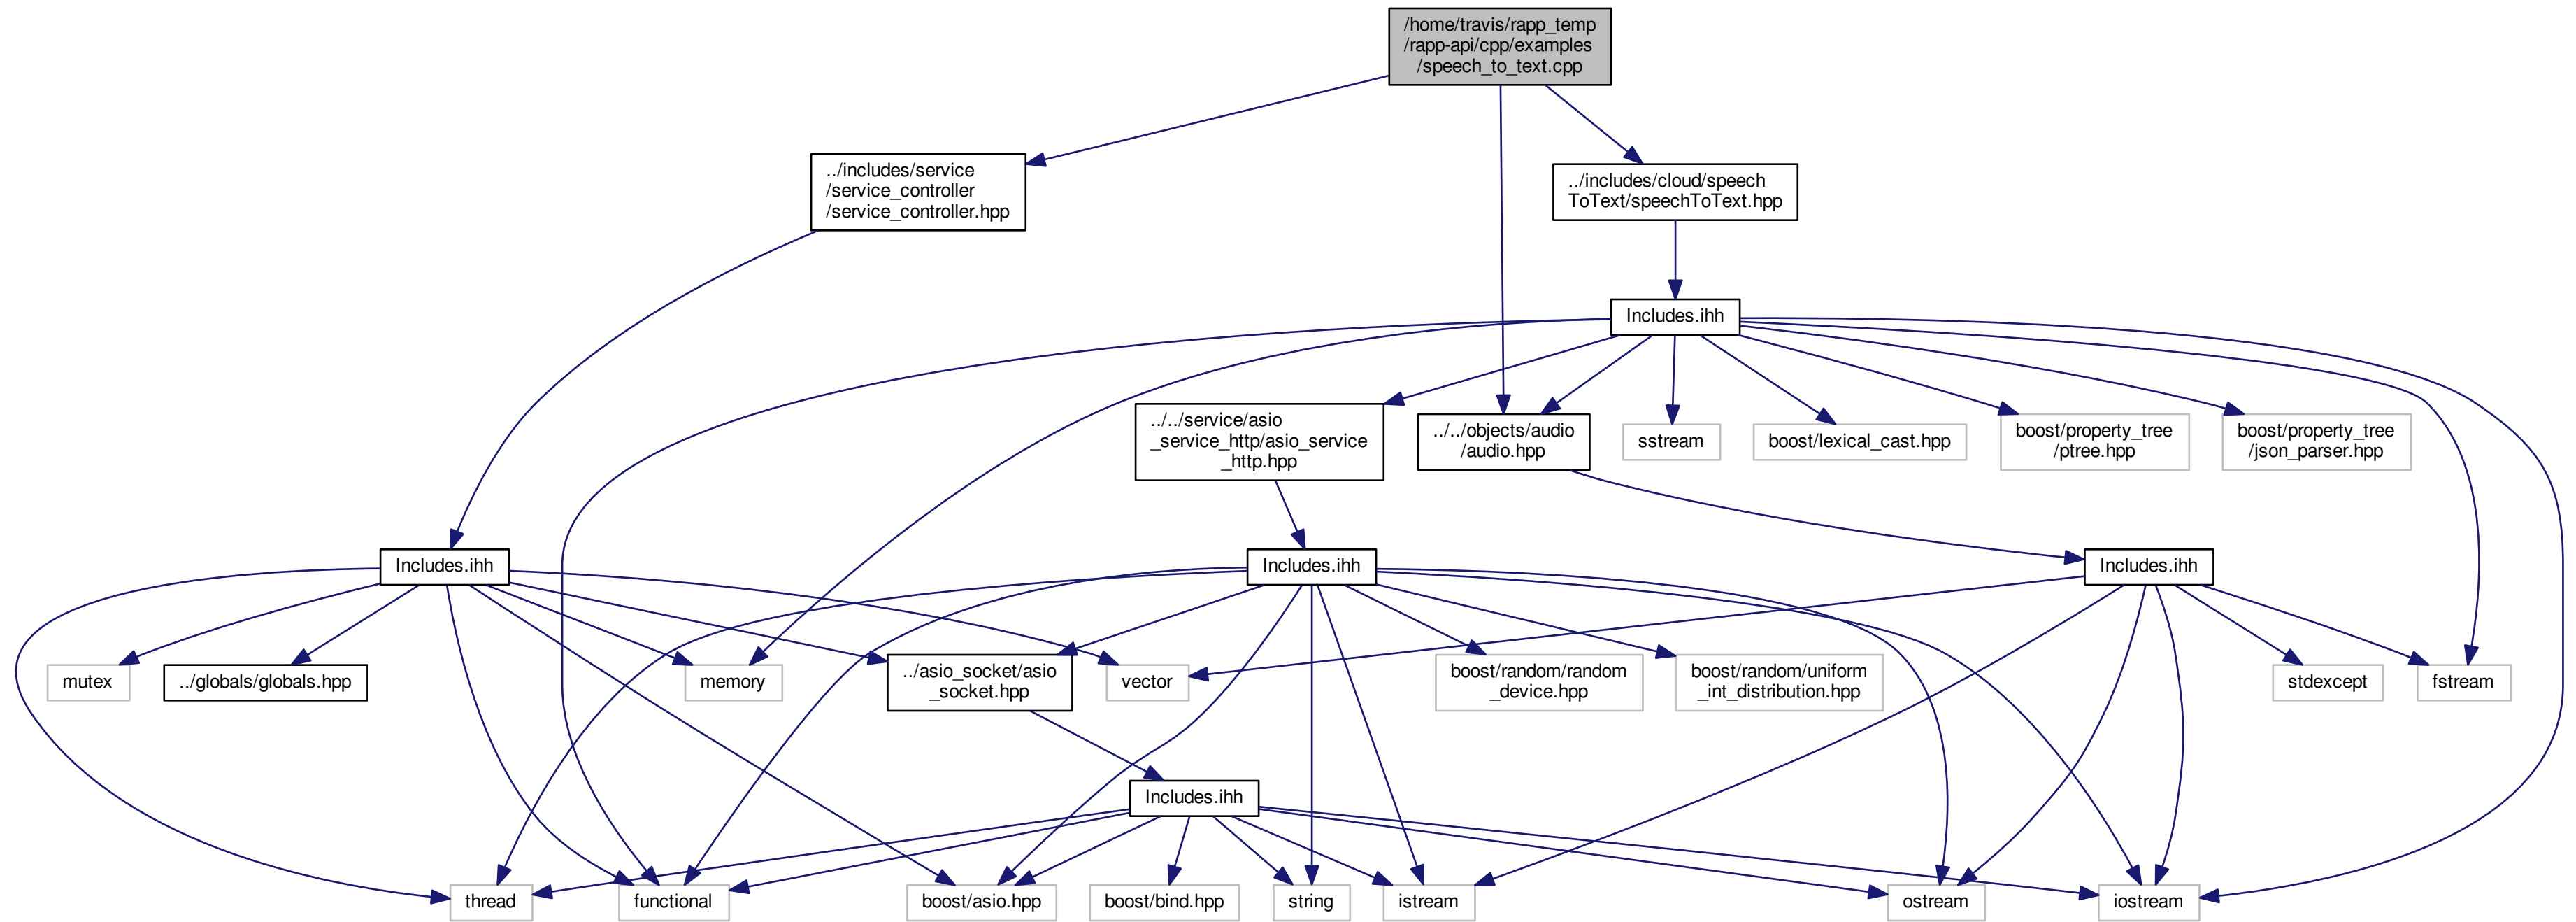 /home/travis/rapp_temp
/rapp-api/cpp/examples
/speech_to_text.cpp
../includes/service
/service_controller
/service_controller.hpp
../includes/cloud/speech
ToText/speechToText.hpp
Includes.ihh
../../service/asio
_service_http/asio_service
_http.hpp
../../objects/audio
/audio.hpp
sstream
boost/lexical_cast.hpp
boost/property_tree
/ptree.hpp
boost/property_tree
/json_parser.hpp
Includes.ihh
Includes.ihh
Includes.ihh
mutex
../globals/globals.hpp
memory
../asio_socket/asio
_socket.hpp
vector
boost/random/random
_device.hpp
boost/random/uniform
_int_distribution.hpp
stdexcept
fstream
Includes.ihh
thread
functional
boost/asio.hpp
boost/bind.hpp
string
istream
ostream
iostream